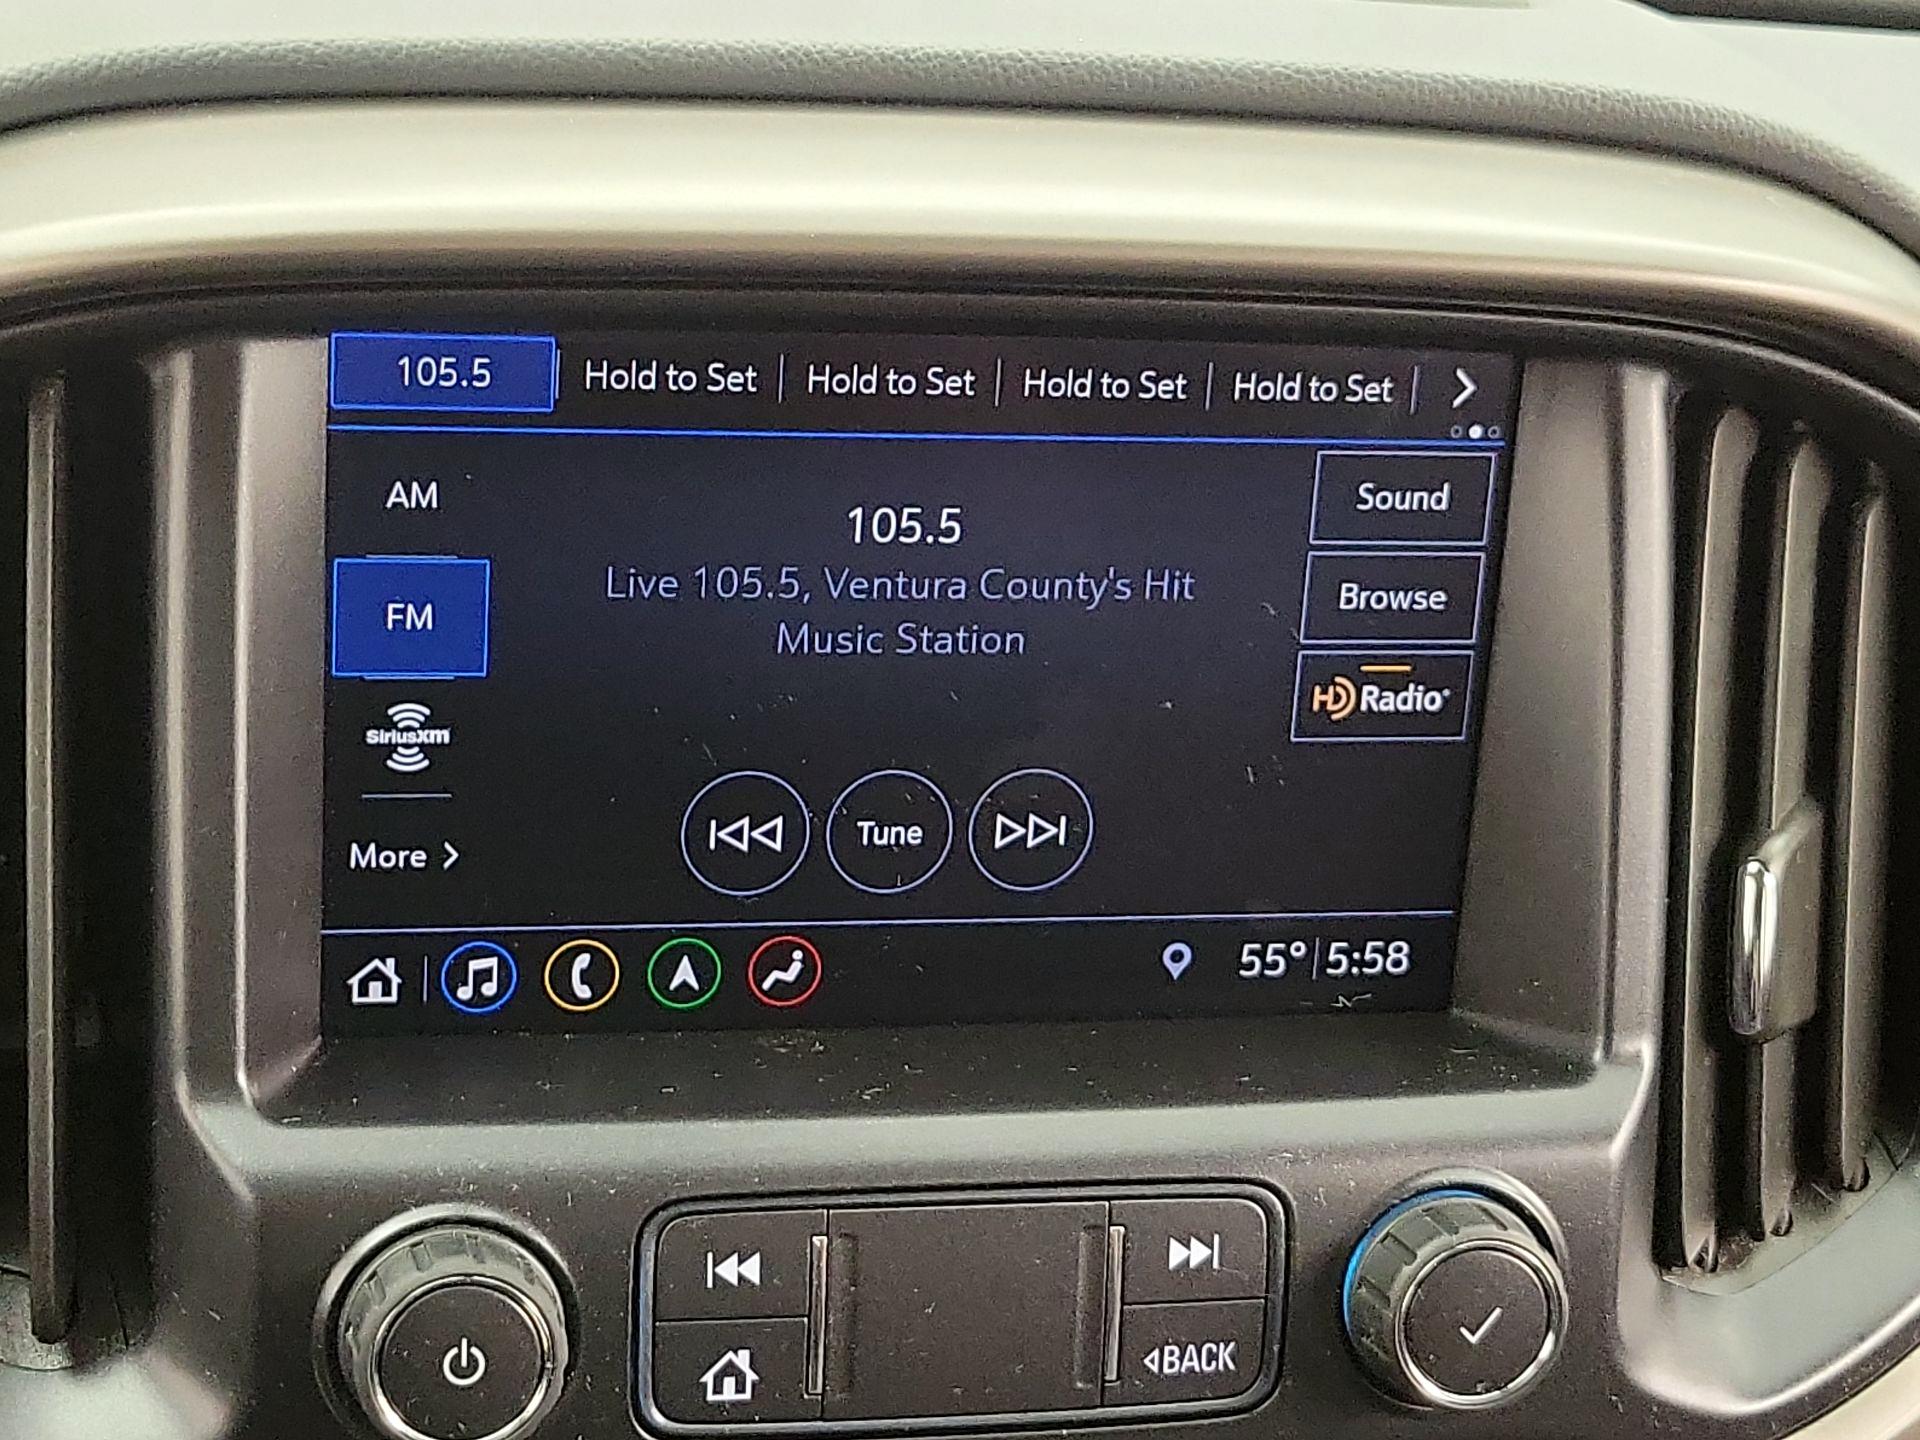 105.5 Hold to Set Hold to Set Hold to Set Hold to Set
AM
FM
SiriusXM
More
105.5
Live 105.5, Ventura County's Hit
Music Station
Tune
Sound
Browse
HD Radio
55° 5:58
BACK